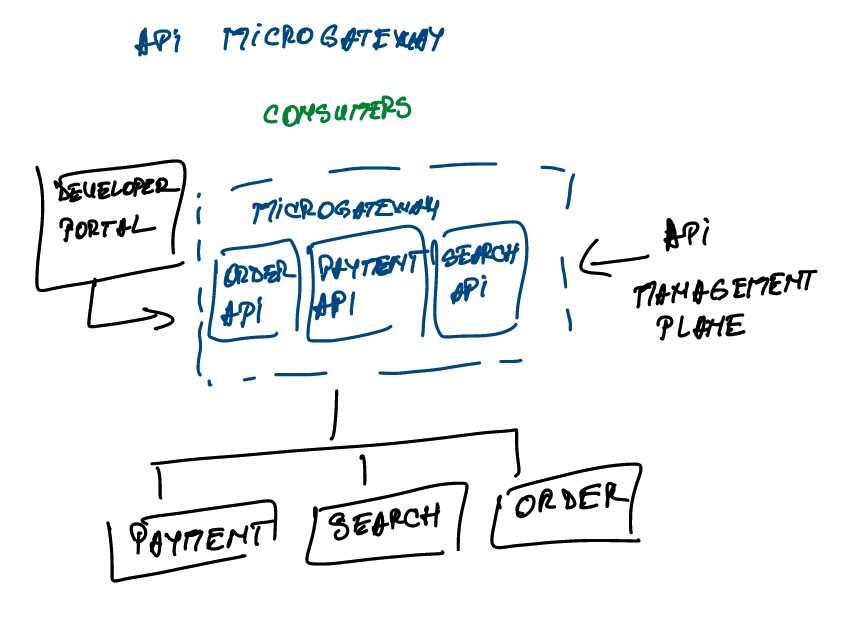 APi MiCROGATEWAY
CONSUMERS
DEVELOPER
PORTAL
MiCROGATEWAY
ORDER
APi
PAYMENT
API
SEARCH
APi
APi
MANAGEMENT
PLANE
PAYMENT
SEARCH
ORDER